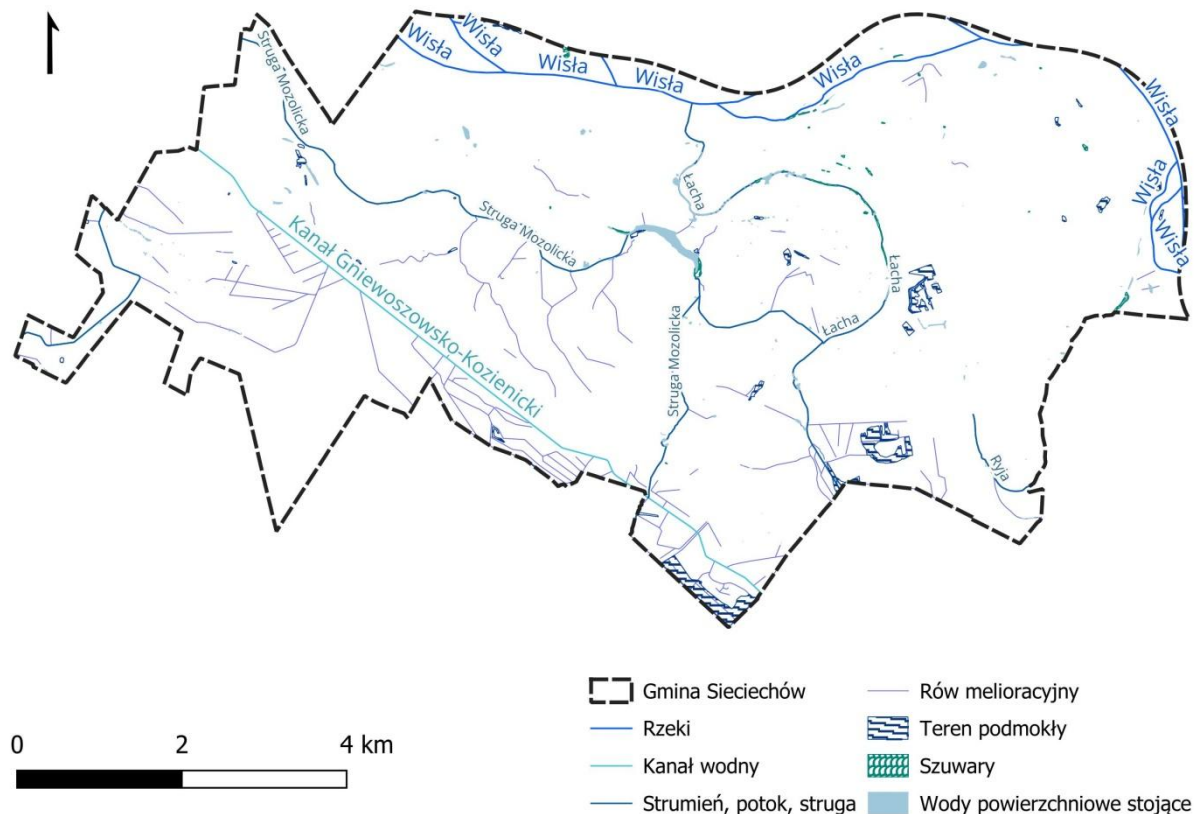 Struga Mozolicka
Wisła
Wisła
Wisła
Wisła
Wisła
Wisła
Wisła
Wisła
Łacha
Struga Mozolicka
Kanał Gniewoszowsko-Kozienicki
Łacha
Łacha
Struga Mozolicka
Ryja
0 2 4 km
Gmina Sieciechów
Rzeki
Kanał wodny
Strumień, potok, struga
Rów melioracyjny
Teren podmokły
Szuwary
Wody powierzchniowe stojące